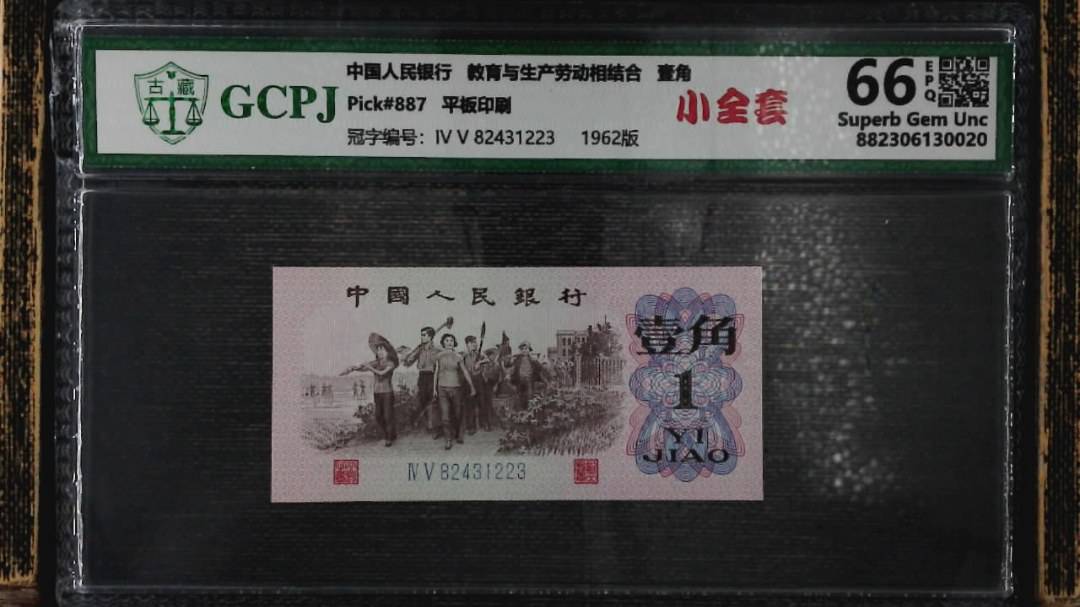 古藏
GCPJ
中国人民银行 教育与生产劳动相结合 壹角
Pick#887 平板印刷
冠字编号: ⅣⅤ 82431223 1962版
小全套
66 EPQ
Superb Gem Unc
882306130020
中國人民銀行
壹角
1
YI
JIAO
ⅣⅤ82431223